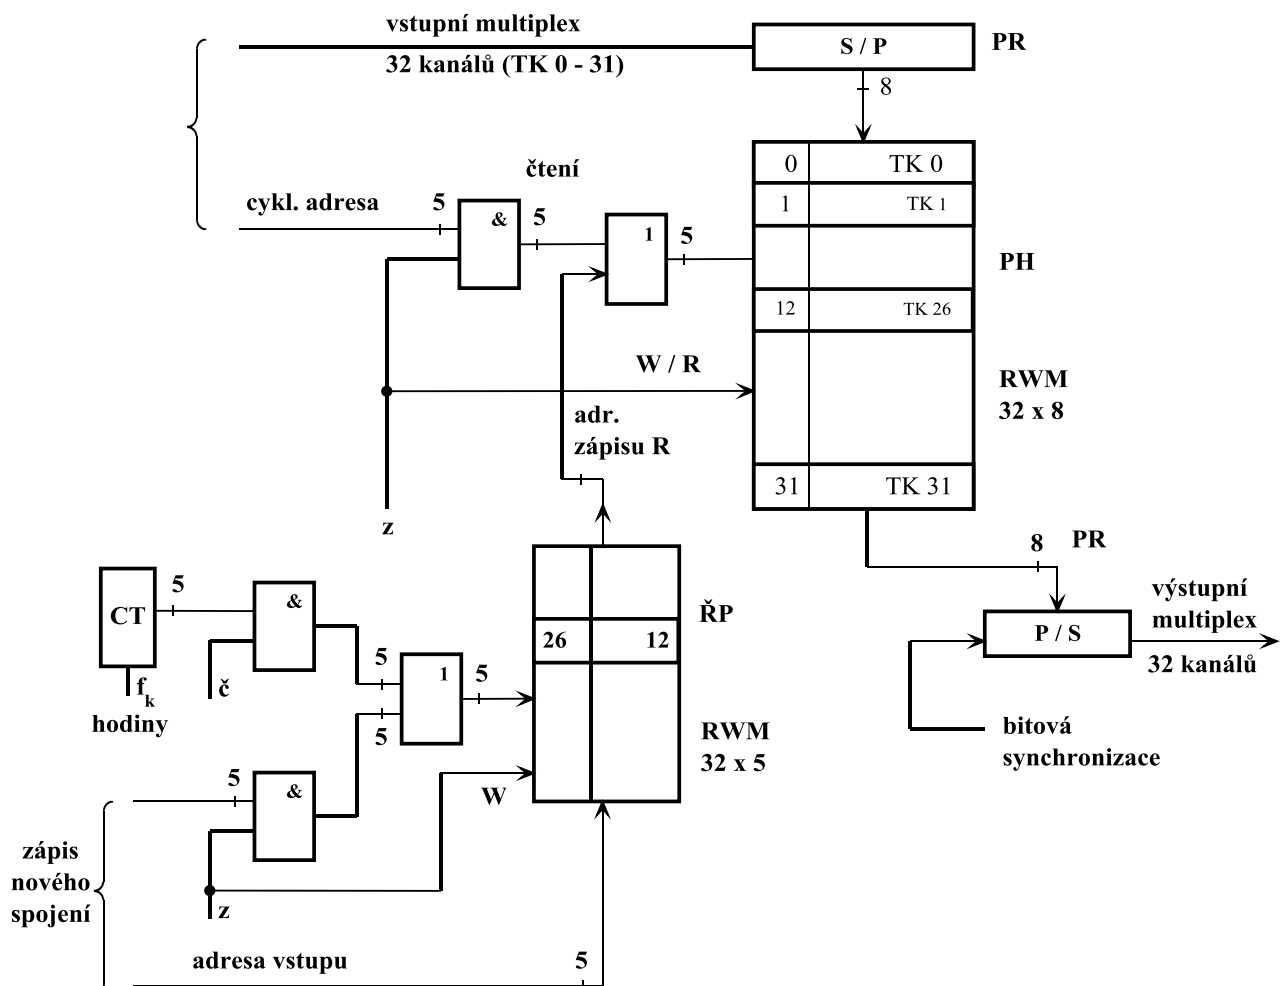 vstupní multiplex
S / P
PR
32 kanálů (TK 0 - 31)
8
0
TK 0
čtení
cykl. adresa
5
&
5
1
5
1
TK 1
PH
12
TK 26
W / R
RWM
32 x 8
adr.
zápisu R
31
TK 31
z
8
PR
5
&
CT
ŘP
výstupní
multiplex
26
12
P / S
5
1
5
32 kanálů
č
fk
hodiny
5
RWM
32 x 5
bitová
synchronizace
5
&
W
zápis
nového
spojení
z
adresa vstupu
5